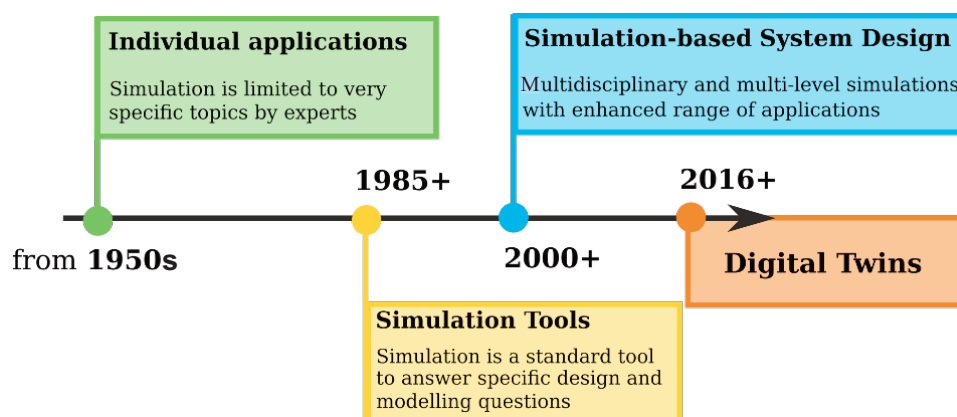 Individual applications
Simulation is limited to very
specific topics by experts
from 1950s
1985+
Simulation Tools
Simulation is a standard tool
to answer specific design and
modelling questions
Simulation-based System Design
Multidisciplinary and multi-level simulations
with enhanced range of applications
2000+
2016+
Digital Twins